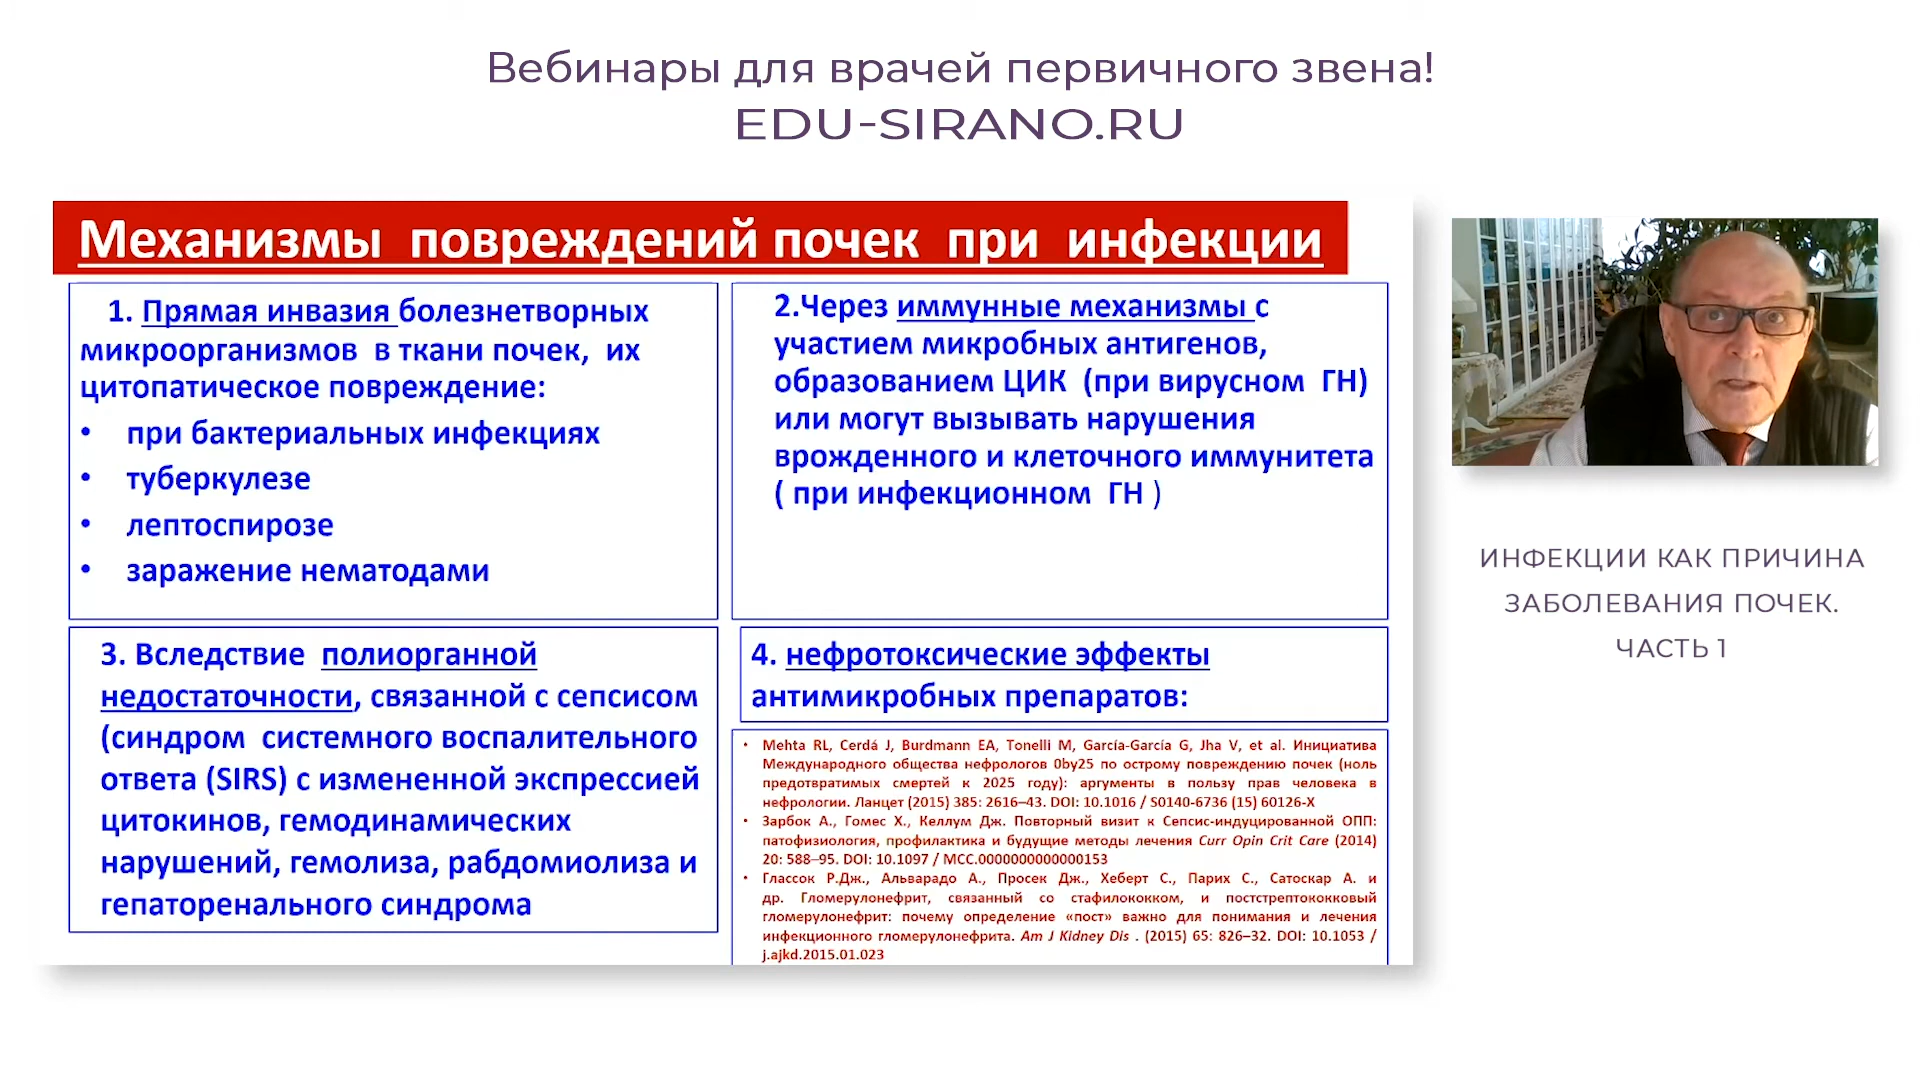 Вебинары для врачей первичного звена!
EDU-SIRANO.RU
Механизмы повреждений почек при инфекции
1. Прямая инвазия болезнетворных
микроорганизмов в ткани почек, их
цитопатическое повреждение:
• при бактериальных инфекциях
• туберкулезе
• лептоспирозе
• заражение нематодами
2.Через иммунные механизмы с
участием микробных антигенов,
образованием ЦИК (при вирусном ГН)
или могут вызывать нарушения
врожденного и клеточного иммунитета
( при инфекционном ГН )
3. Вследствие полиорганной
недостаточности, связанной с сепсисом
(синдром системного воспалительного
ответа (SIRS) с измененной экспрессией
цитокинов, гемодинамических
нарушений, гемолиза, рабдомиолиза и
гепаторенального синдрома
4. нефротоксические эффекты
антимикробных препаратов:
• Mehta RL, Cerdá J, Burdmann EA, Tonelli M, García-García G, Jha V, et al. Инициатива
Международного общества нефрологов 0by25 по острому повреждению почек (ноль
предотвратимых смертей к 2025 году): аргументы в пользу прав человека в
нефрологии. Ланцет (2015) 385: 2616–43. DOI: 10.1016 / S0140-6736 (15) 60126-X
• Зарбок А., Гомес Х., Келлум Дж. Повторный визит к Сепсис-индуцированной ОПП:
патофизиология, профилактика и будущие методы лечения Curr Opin Crit Care (2014)
20: 588–95. DOI: 10.1097 / MCC.0000000000000153
• Глассок Р.Дж., Альварадо А., Просек Дж., Хеберт С., Парих С., Сатоскар А. и
др. Гломерулонефрит, связанный со стафилококком, и постстрептококковый
гломерулонефрит: почему определение «пост» важно для понимания и лечения
инфекционного гломерулонефрита. Am J Kidney Dis . (2015) 65: 826–32. DOI: 10.1053 /
j.ajkd.2015.01.023
ИНФЕКЦИИ КАК ПРИЧИНА
ЗАБОЛЕВАНИЯ ПОЧЕК.
ЧАСТЬ 1